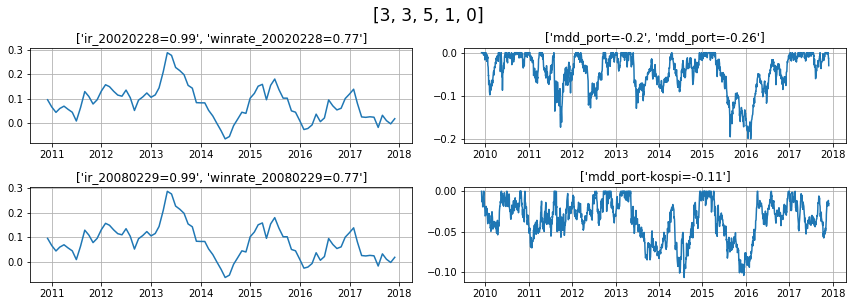 [3, 3, 5, 1, 0]
['ir_20020228=0.99', 'winrate_20020228=0.77']
0.3
0.2
0.1
0.0
2011 2012 2013 2014 2015 2016 2017 2018
['mdd_port=-0.2', 'mdd_port=-0.26']
0.0
−0.1
−0.2
2010 2011 2012 2013 2014 2015 2016 2017 2018
['ir_20080229=0.99', 'winrate_20080229=0.77']
0.3
0.2
0.1
0.0
2011 2012 2013 2014 2015 2016 2017 2018
['mdd_port-kospi=-0.11']
0.00
−0.05
−0.10
2010 2011 2012 2013 2014 2015 2016 2017 2018